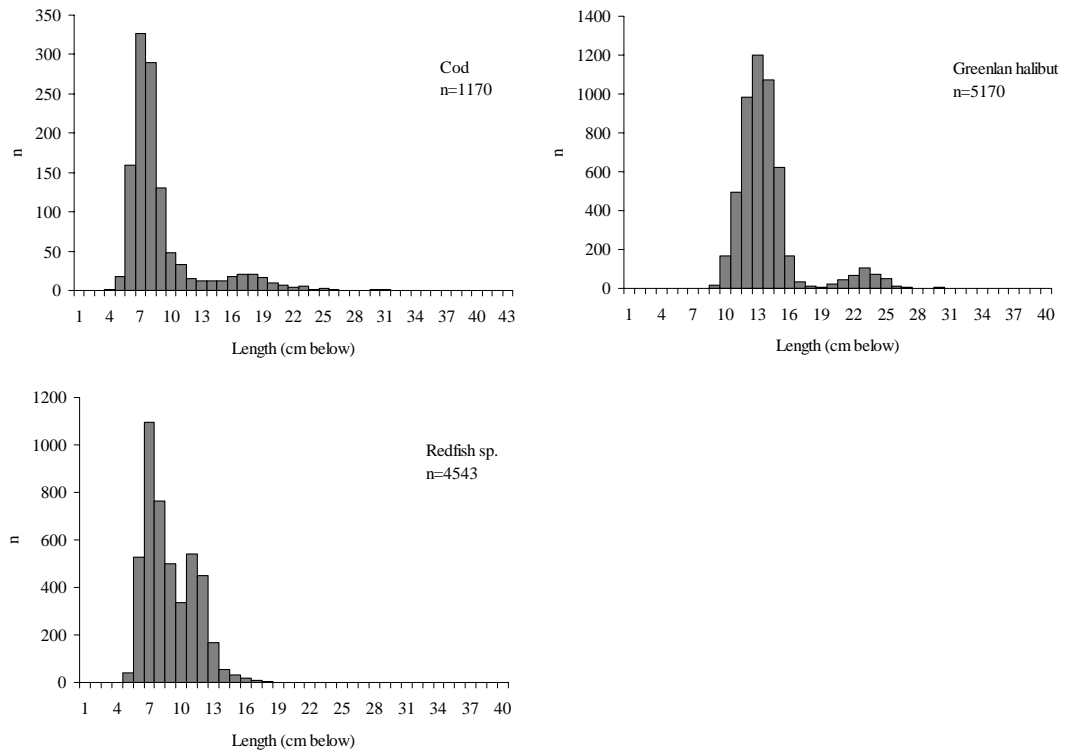 350
300
250
200
150
100
50
0
n
Cod
n=1170
1 4 7 10 13 16 19 22 25 28 31 34 37 40 43
Length (cm below)
1400
1200
1000
800
600
400
200
0
n
Greenlan halibut
n=5170
1 4 7 10 13 16 19 22 25 28 31 34 37 40
Length (cm below)
1200
1000
800
600
400
200
0
n
Redfish sp.
n=4543
1 4 7 10 13 16 19 22 25 28 31 34 37 40
Length (cm below)